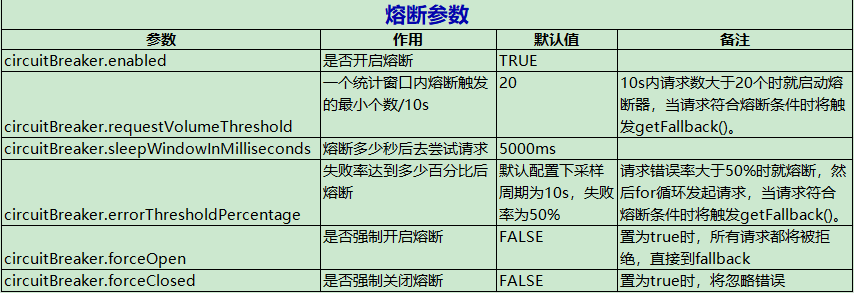 熔断参数
参数 作用 默认值 备注
circuitBreaker.enabled 是否开启熔断 TRUE
circuitBreaker.requestVolumeThreshold 一个统计窗口内熔断触发的最小个数/10s 20 10s内请求数大于20个时就启动熔断器，当请求符合熔断条件时将触发getFallback()。
circuitBreaker.sleepWindowInMilliseconds 熔断多少秒后去尝试请求 5000ms
circuitBreaker.errorThresholdPercentage 失败率达到多少百分比后熔断 默认配置下采样周期为10s，失败率为50% 请求错误率大于50%时就熔断，然后for循环发起请求，当请求符合熔断条件时将触发getFallback()。
circuitBreaker.forceOpen 是否强制开启熔断 FALSE 置为true时，所有请求都将被拒绝，直接到fallback
circuitBreaker.forceClosed 是否强制关闭熔断 FALSE 置为true时，将忽略错误